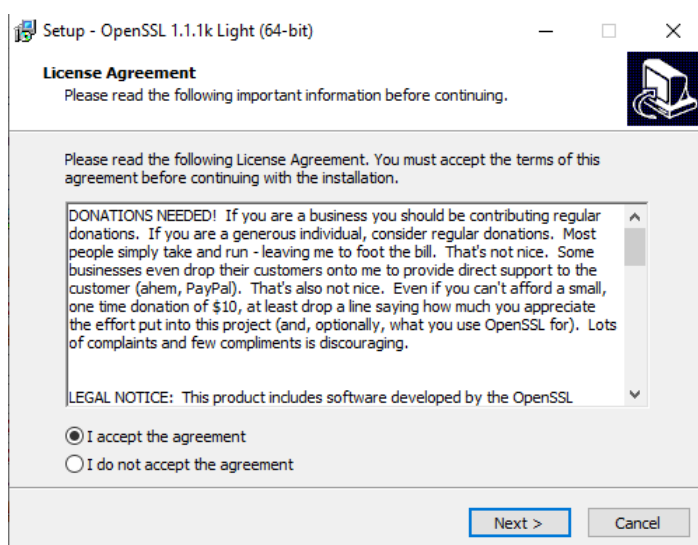 Setup - OpenSSL 1.1.1k Light (64-bit)
License Agreement
Please read the following important information before continuing.
Please read the following License Agreement. You must accept the terms of this
agreement before continuing with the installation.
DONATIONS NEEDED!  If you are a business you should be contributing regular
donations.  If you are a generous individual, consider regular donations.  Most
people simply take and run - leaving me to foot the bill.  That's not nice.  Some
businesses even drop their customers onto me to provide direct support to the
customer (ahem, PayPal).  That's also not nice.  Even if you can't afford a small,
one time donation of $10, at least drop a line saying how much you appreciate
the effort put into this project (and, optionally, what you use OpenSSL for).  Lots
of complaints and few compliments is discouraging.
LEGAL NOTICE:  This product includes software developed by the OpenSSL
I accept the agreement
I do not accept the agreement
Next >
Cancel